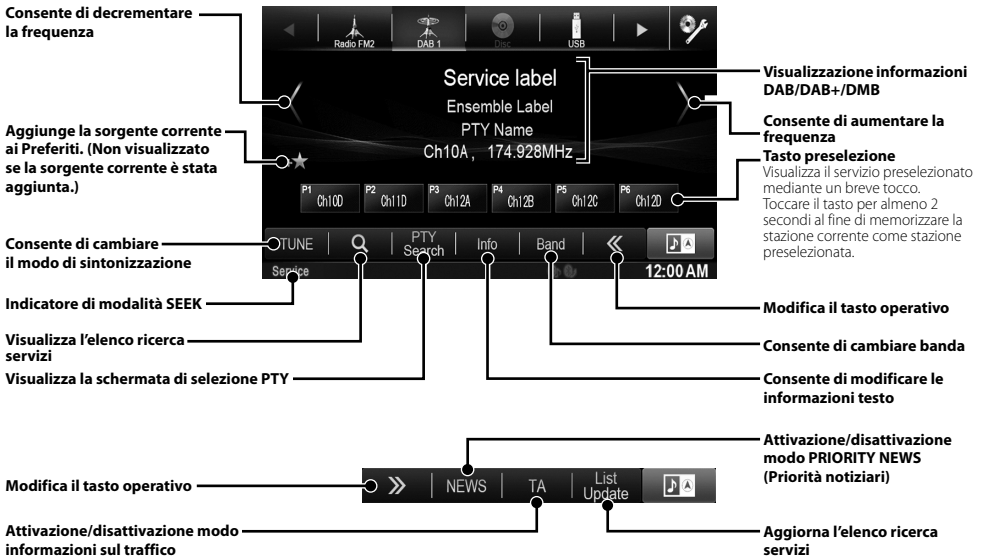 Consente di decrementare
la frequenza
Aggiunge la sorgente corrente
ai Preferiti. (Non visualizzato
se la sorgente corrente è stata
aggiunta.)
Consente di cambiare
il modo di sintonizzazione
Indicatore di modalità SEEK
Visualizza l'elenco ricerca
servizi
Visualizza la schermata di selezione PTY
Radio FM2
DAB 1
Disc
USB
Service label
Ensemble Label
PTY Name
Ch10A , 174.928MHz
P1 Ch10D
P2 Ch11D
P3 Ch12A
P4 Ch12B
P5 Ch12C
P6 Ch12D
TUNE
PTY
Search
Info
Band
Service
12:00 AM
Visualizzazione informazioni
DAB/DAB+/DMB
Consente di aumentare la
frequenza
Tasto preselezione
Visualizza il servizio preselezionato
mediante un breve tocco.
Toccare il tasto per almeno 2
secondi al fine di memorizzare la
stazione corrente come stazione
preselezionata.
Modifica il tasto operativo
Consente di cambiare banda
Consente di modificare le
informazioni testo
Modifica il tasto operativo
Attivazione/disattivazione modo
informazioni sul traffico
NEWS
TA
List
Update
Attivazione/disattivazione
modo PRIORITY NEWS
(Priorità notiziari)
Aggiorna l'elenco ricerca
servizi